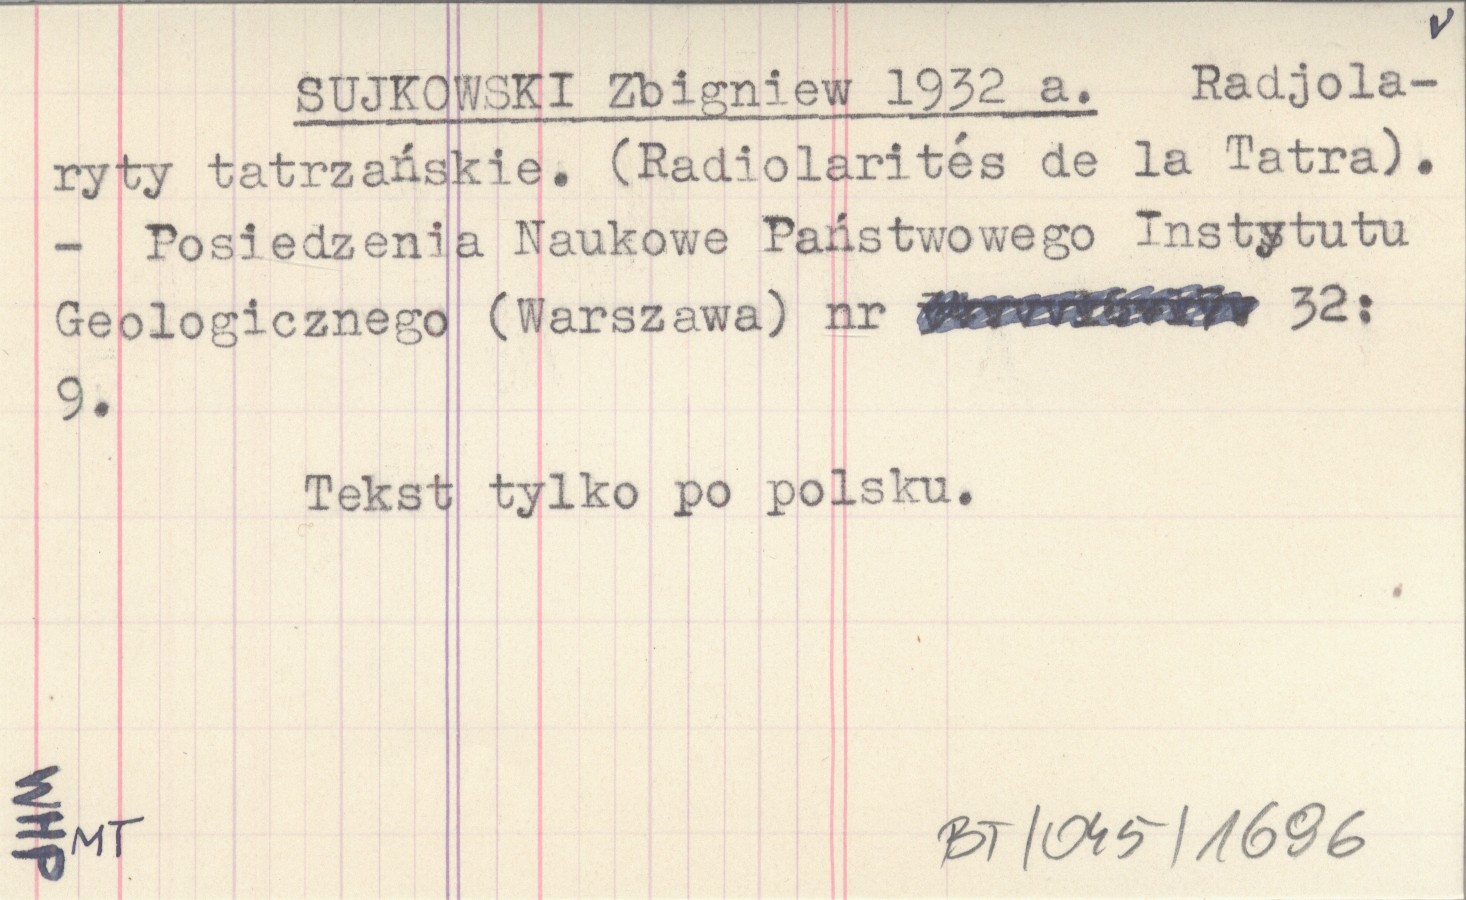 v
SUJKOWSKI Zbigniew 1932 a. Radjola-
ryty tatrzańskie. (Radiolarités de la Tatra).
- Posiedzenia Naukowe Państwowego Instytutu
Geologicznego (Warszawa) nr 32:
9.
Tekst tylko po polsku.
WHP
MT
BT/045/1696